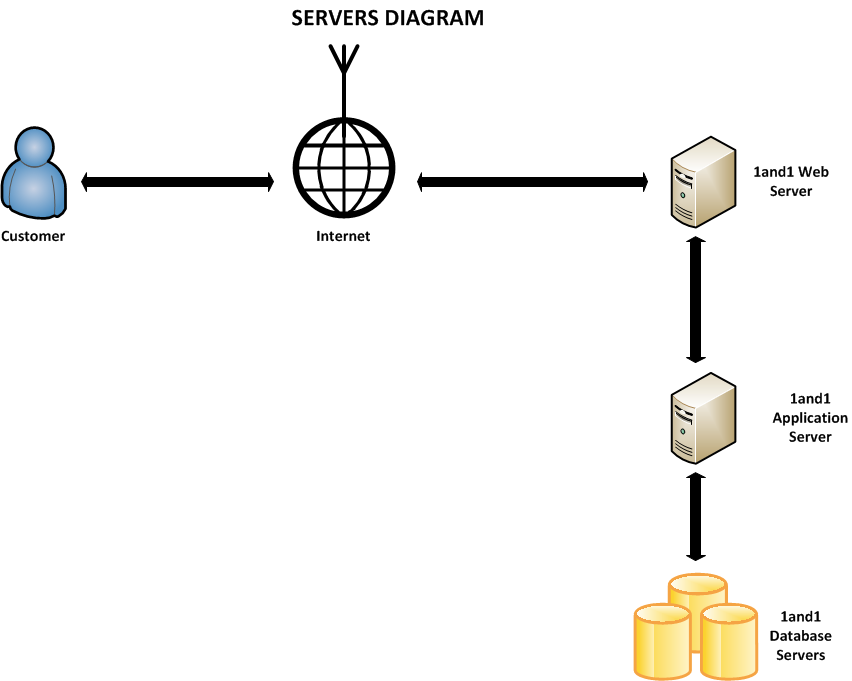 SERVERS DIAGRAM
Customer
Internet
1and1 Web
Server
1and1
Application
Server
1and1
Database
Servers